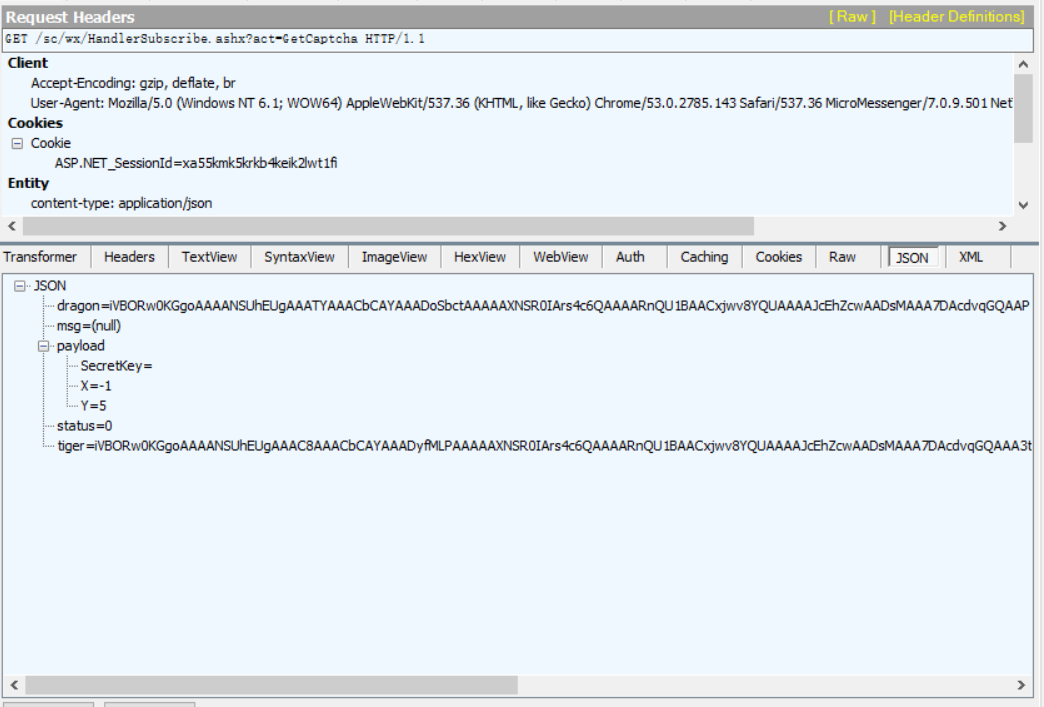 Request Headers [ Raw ] [Header Definitions]
GET /sc/wx/HandlerSubscribe.ashx?act=GetCaptcha HTTP/1.1
Client
Accept-Encoding: gzip, deflate, br
User-Agent: Mozilla/5.0 (Windows NT 6.1; WOW64) AppleWebKit/537.36 (KHTML, like Gecko) Chrome/53.0.2785.143 Safari/537.36 MicroMessenger/7.0.9.501 Net
Cookies
Cookie
ASP.NET_SessionId=xa55kmk5krkb4keik2lwt1fi
Entity
content-type: application/json
Transformer Headers TextView SyntaxView ImageView HexView WebView Auth Caching Cookies Raw JSON XML
JSON
dragon=iVBORw0KGgoAAAANSUhEUgAAATYAAACbCAYAAADoSbctAAAAAXNSR0IArs4c6QAAAARnQU1BAACxjwv8YQUAAAAJcEhZcwAADsMAAA7DAcdvqGQAAP
msg=(null)
payload
SecretKey=
X=-1
Y=5
status=0
tiger=iVBORw0KGgoAAAANSUhEUgAAAC8AAACbCAYAAADyfMLPAAAAAXNSR0IArs4c6QAAAARnQU1BAACxjwv8YQUAAAAJcEhZcwAADsMAAA7DAcdvqGQAAA3t